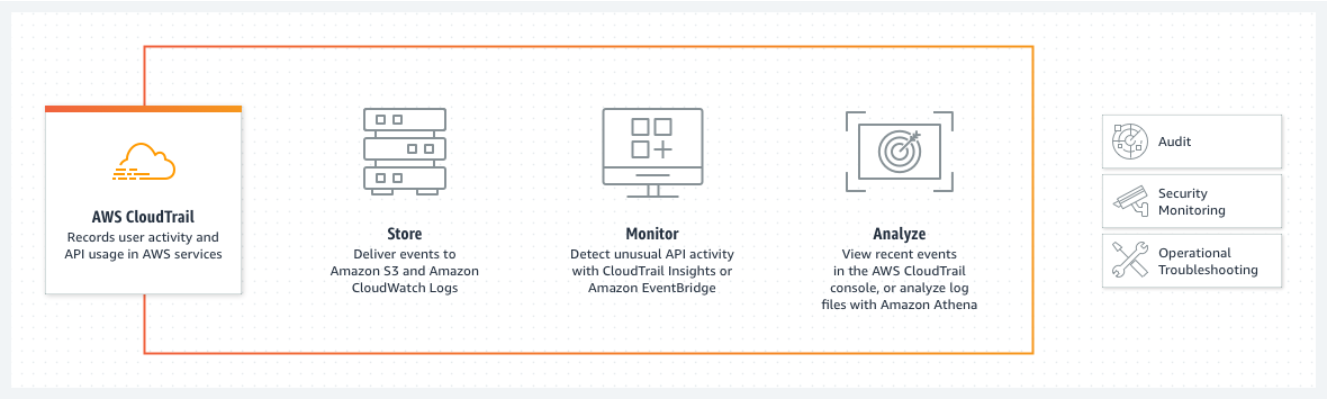 AWS CloudTrail
Records user activity and
API usage in AWS services
Store
Deliver events to
Amazon S3 and Amazon
CloudWatch Logs
Monitor
Detect unusual API activity
with CloudTrail Insights or
Amazon EventBridge
Analyze
View recent events
in the AWS CloudTrail
console, or analyze log
files with Amazon Athena
Audit
Security
Monitoring
Operational
Troubleshooting